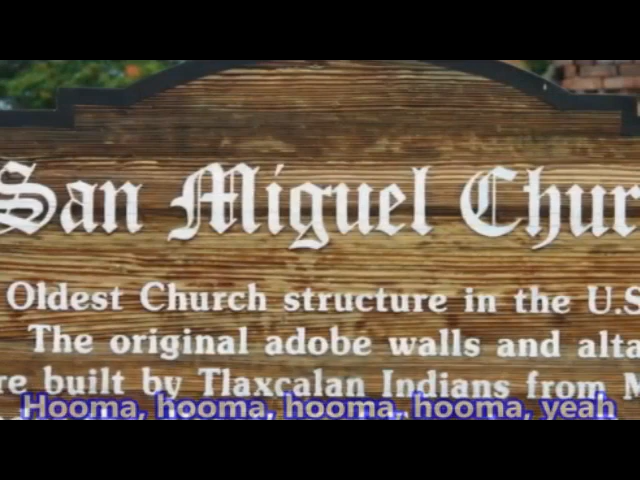 San Miguel Chur
Oldest Church structure in the U.S
The original adobe walls and alta
re built by Tlaxcalan Indians from M
Hooma, hooma, hooma, hooma, yeah